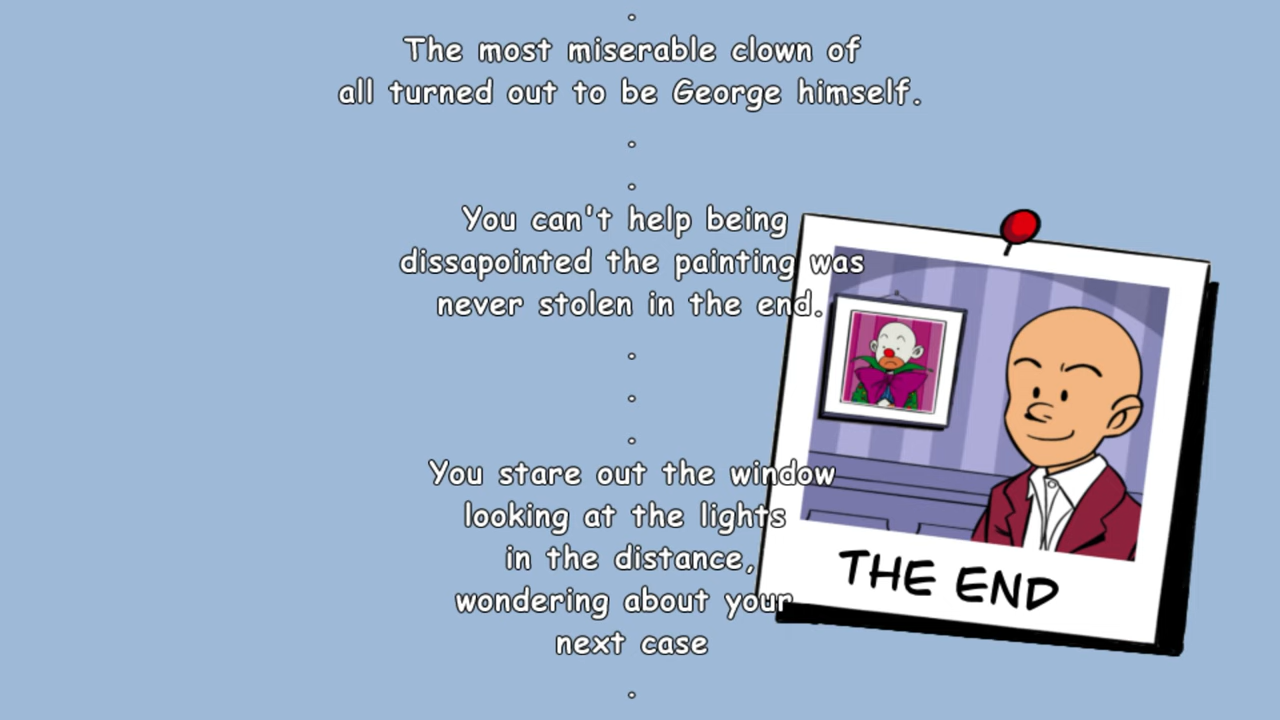 The most miserable clown of
all turned out to be George himself.
You can't help being
dissapointed the painting was
never stolen in the end.
You stare out the window
looking at the lights
in the distance,
wondering about your
next case
THE END